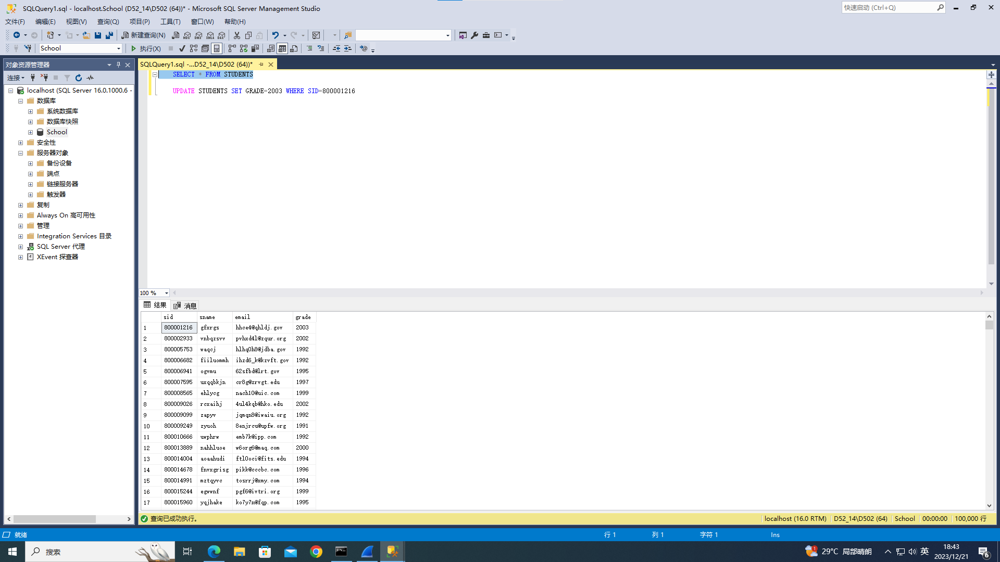 SQLQuery1.sql - localhost.School (D52_14\D502 (64))* - Microsoft SQL Server Management Studio
快速启动 (Ctrl+Q)
文件(F) 编辑(E) 视图(V) 查询(Q) 项目(P) 工具(T) 窗口(W) 帮助(H)
新建查询(N)
School 执行(X)
对象资源管理器
SQLQuery1.sql -...D52_14\D502 (64))*
连接
localhost (SQL Server 16.0.1000.6 -
数据库
系统数据库
数据库快照
School
安全性
服务器对象
备份设备
端点
链接服务器
触发器
复制
Always On 高可用性
管理
Integration Services 目录
SQL Server 代理
XEvent 探查器
SELECT * FROM STUDENTS
UPDATE STUDENTS SET GRADE=2003 WHERE SID=800001216
100 %
结果 消息
sid sname email grade
1 800001216 gfxrgs hhce4@qhldj.gov 2003
2 800002933 vnbqzsvv pvhxd4l@zqur.org 2002
3 800005753 waqcj hlhq0h8@jdba.gov 1992
4 800006682 fiiluommh ihzd6_k@kzvft.gov 1992
5 800006941 ogvmu 62sfbd@lrt.gov 1995
6 800007595 uxqqbkjn cr8g@zrvgt.edu 1997
7 800008565 ehlycg nach10@uic.com 1999
8 800009026 rcxaihj 4ul4kqb@hko.edu 2002
9 800009099 zapyv jqmqn8@iwaiu.org 1992
10 800009249 zyuoh 8enjrcu@upfw.org 1991
11 800010666 uwphrw emb7k@ipp.com 1992
12 800013889 nahhluoe w6org6@maq.com 2000
13 800014004 aoaahudi ftl0oci@fits.edu 1994
14 800014678 fnvxgrisg pikk@cccbc.com 1996
15 800014991 mztqyvc tosrrj@xmy.com 1994
16 800015244 egwwnf pgf6@ivtri.org 1999
17 800015960 yqjhake ko7y7n@fqp.com 1995
查询已成功执行。
localhost (16.0 RTM) D52_14\D502 (64) School 00:00:00 100,000 行
就绪 行 1 列 1 字符 1 Ins
搜索
29°C 局部晴朗
英
18:43
2023/12/21
6